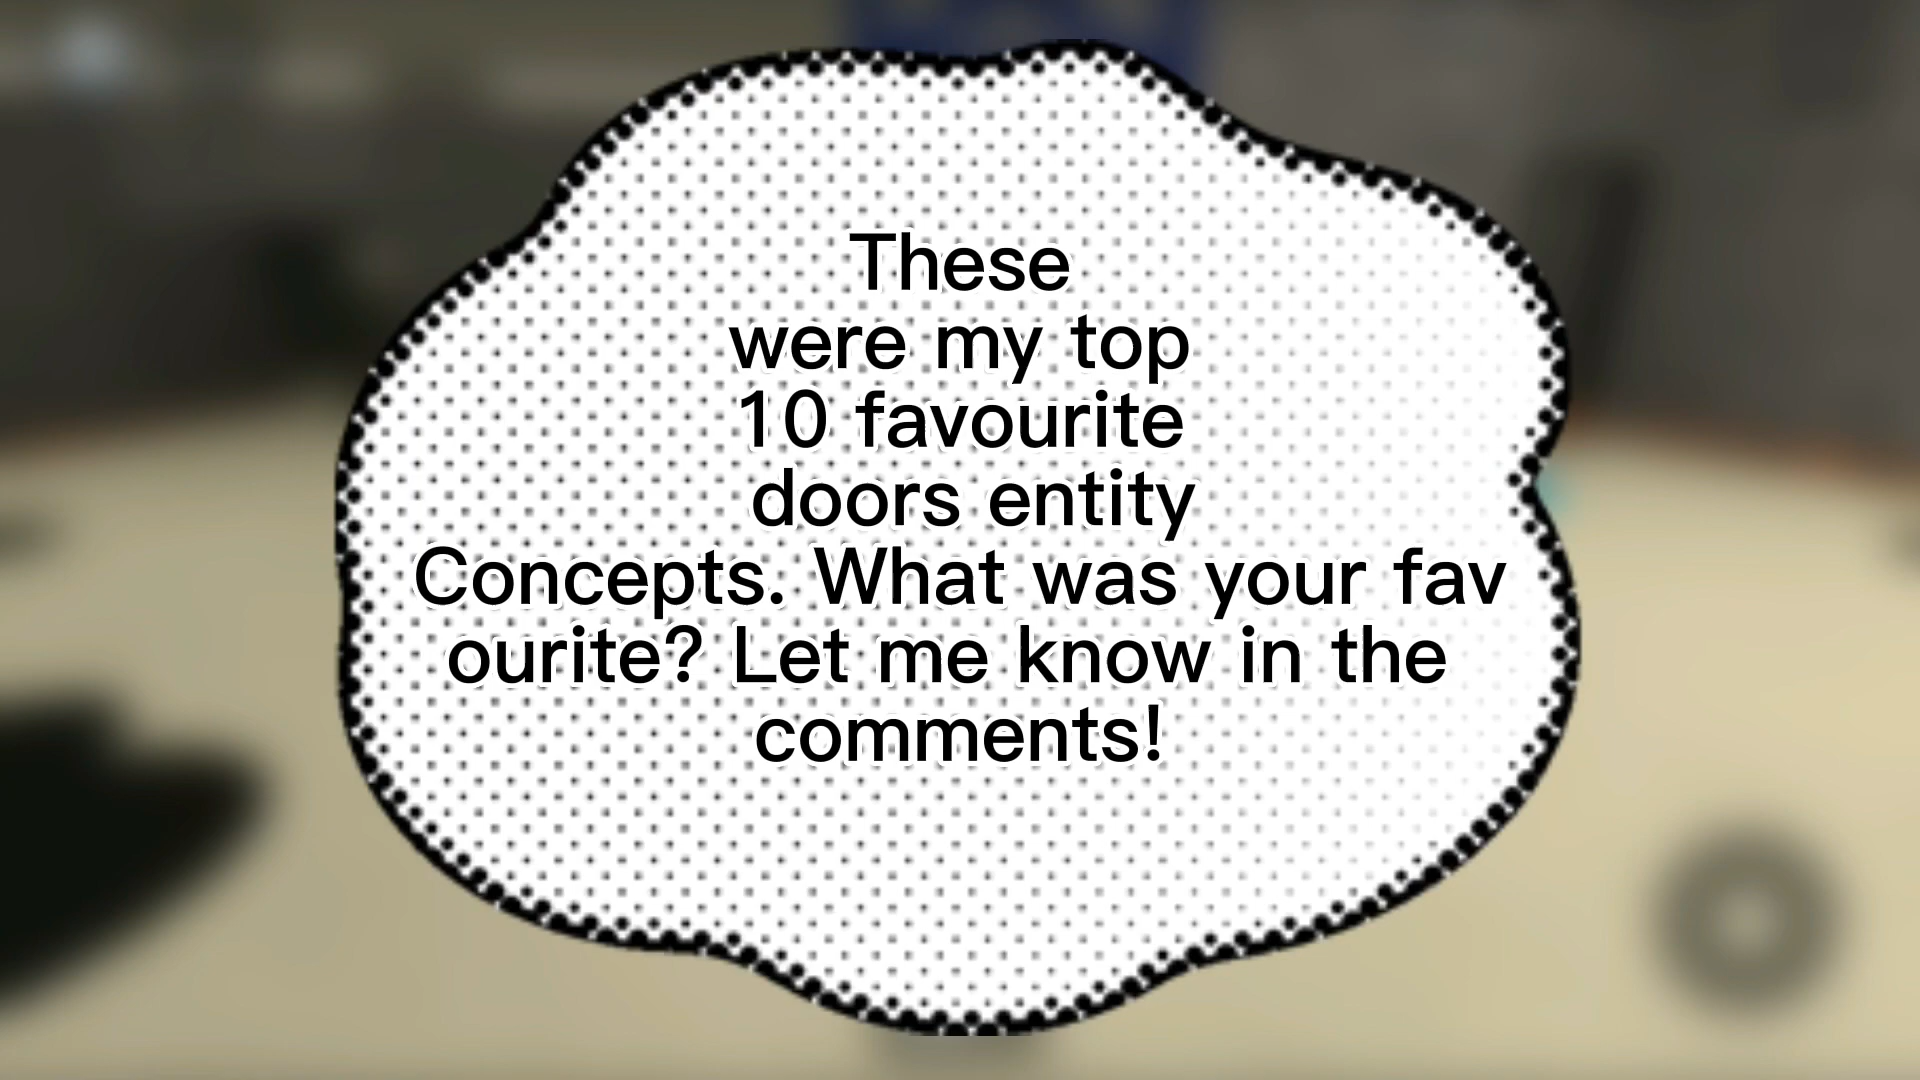 These
were my top
10 favourite
doors entity
Concepts. What was your fav
ourite? Let me know in the
comments!